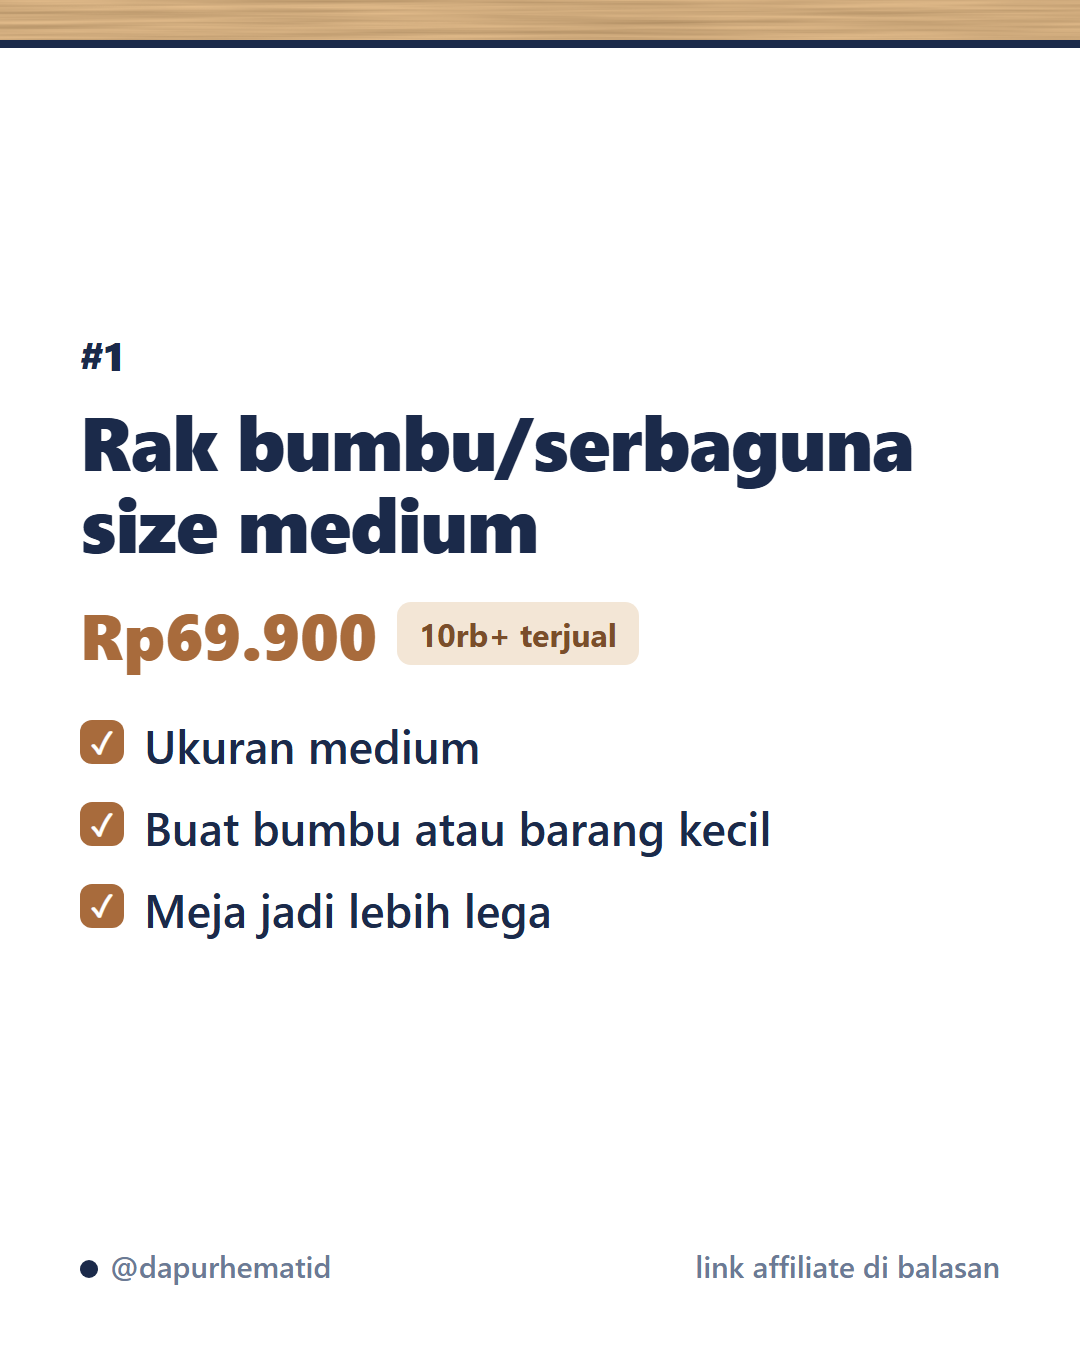 #1
Rak bumbu/serbaguna
size medium
Rp69.900
10rb+ terjual
Ukuran medium
Buat bumbu atau barang kecil
Meja jadi lebih lega
@dapurhematid
link affiliate di balasan